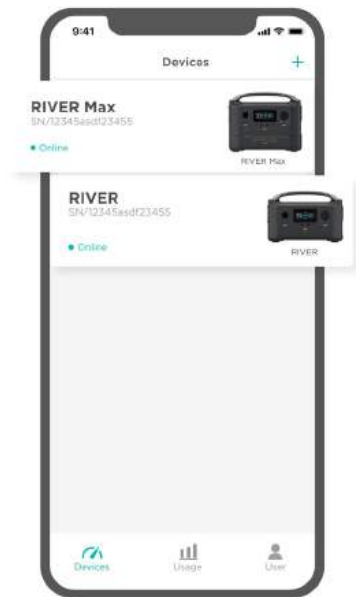 9:41
Devices
+
RIVER Max
SN/12345asdf23455
Online
RIVER Max
RIVER
SN/12345asdf23455
Online
RIVER
Devices
Usage
User